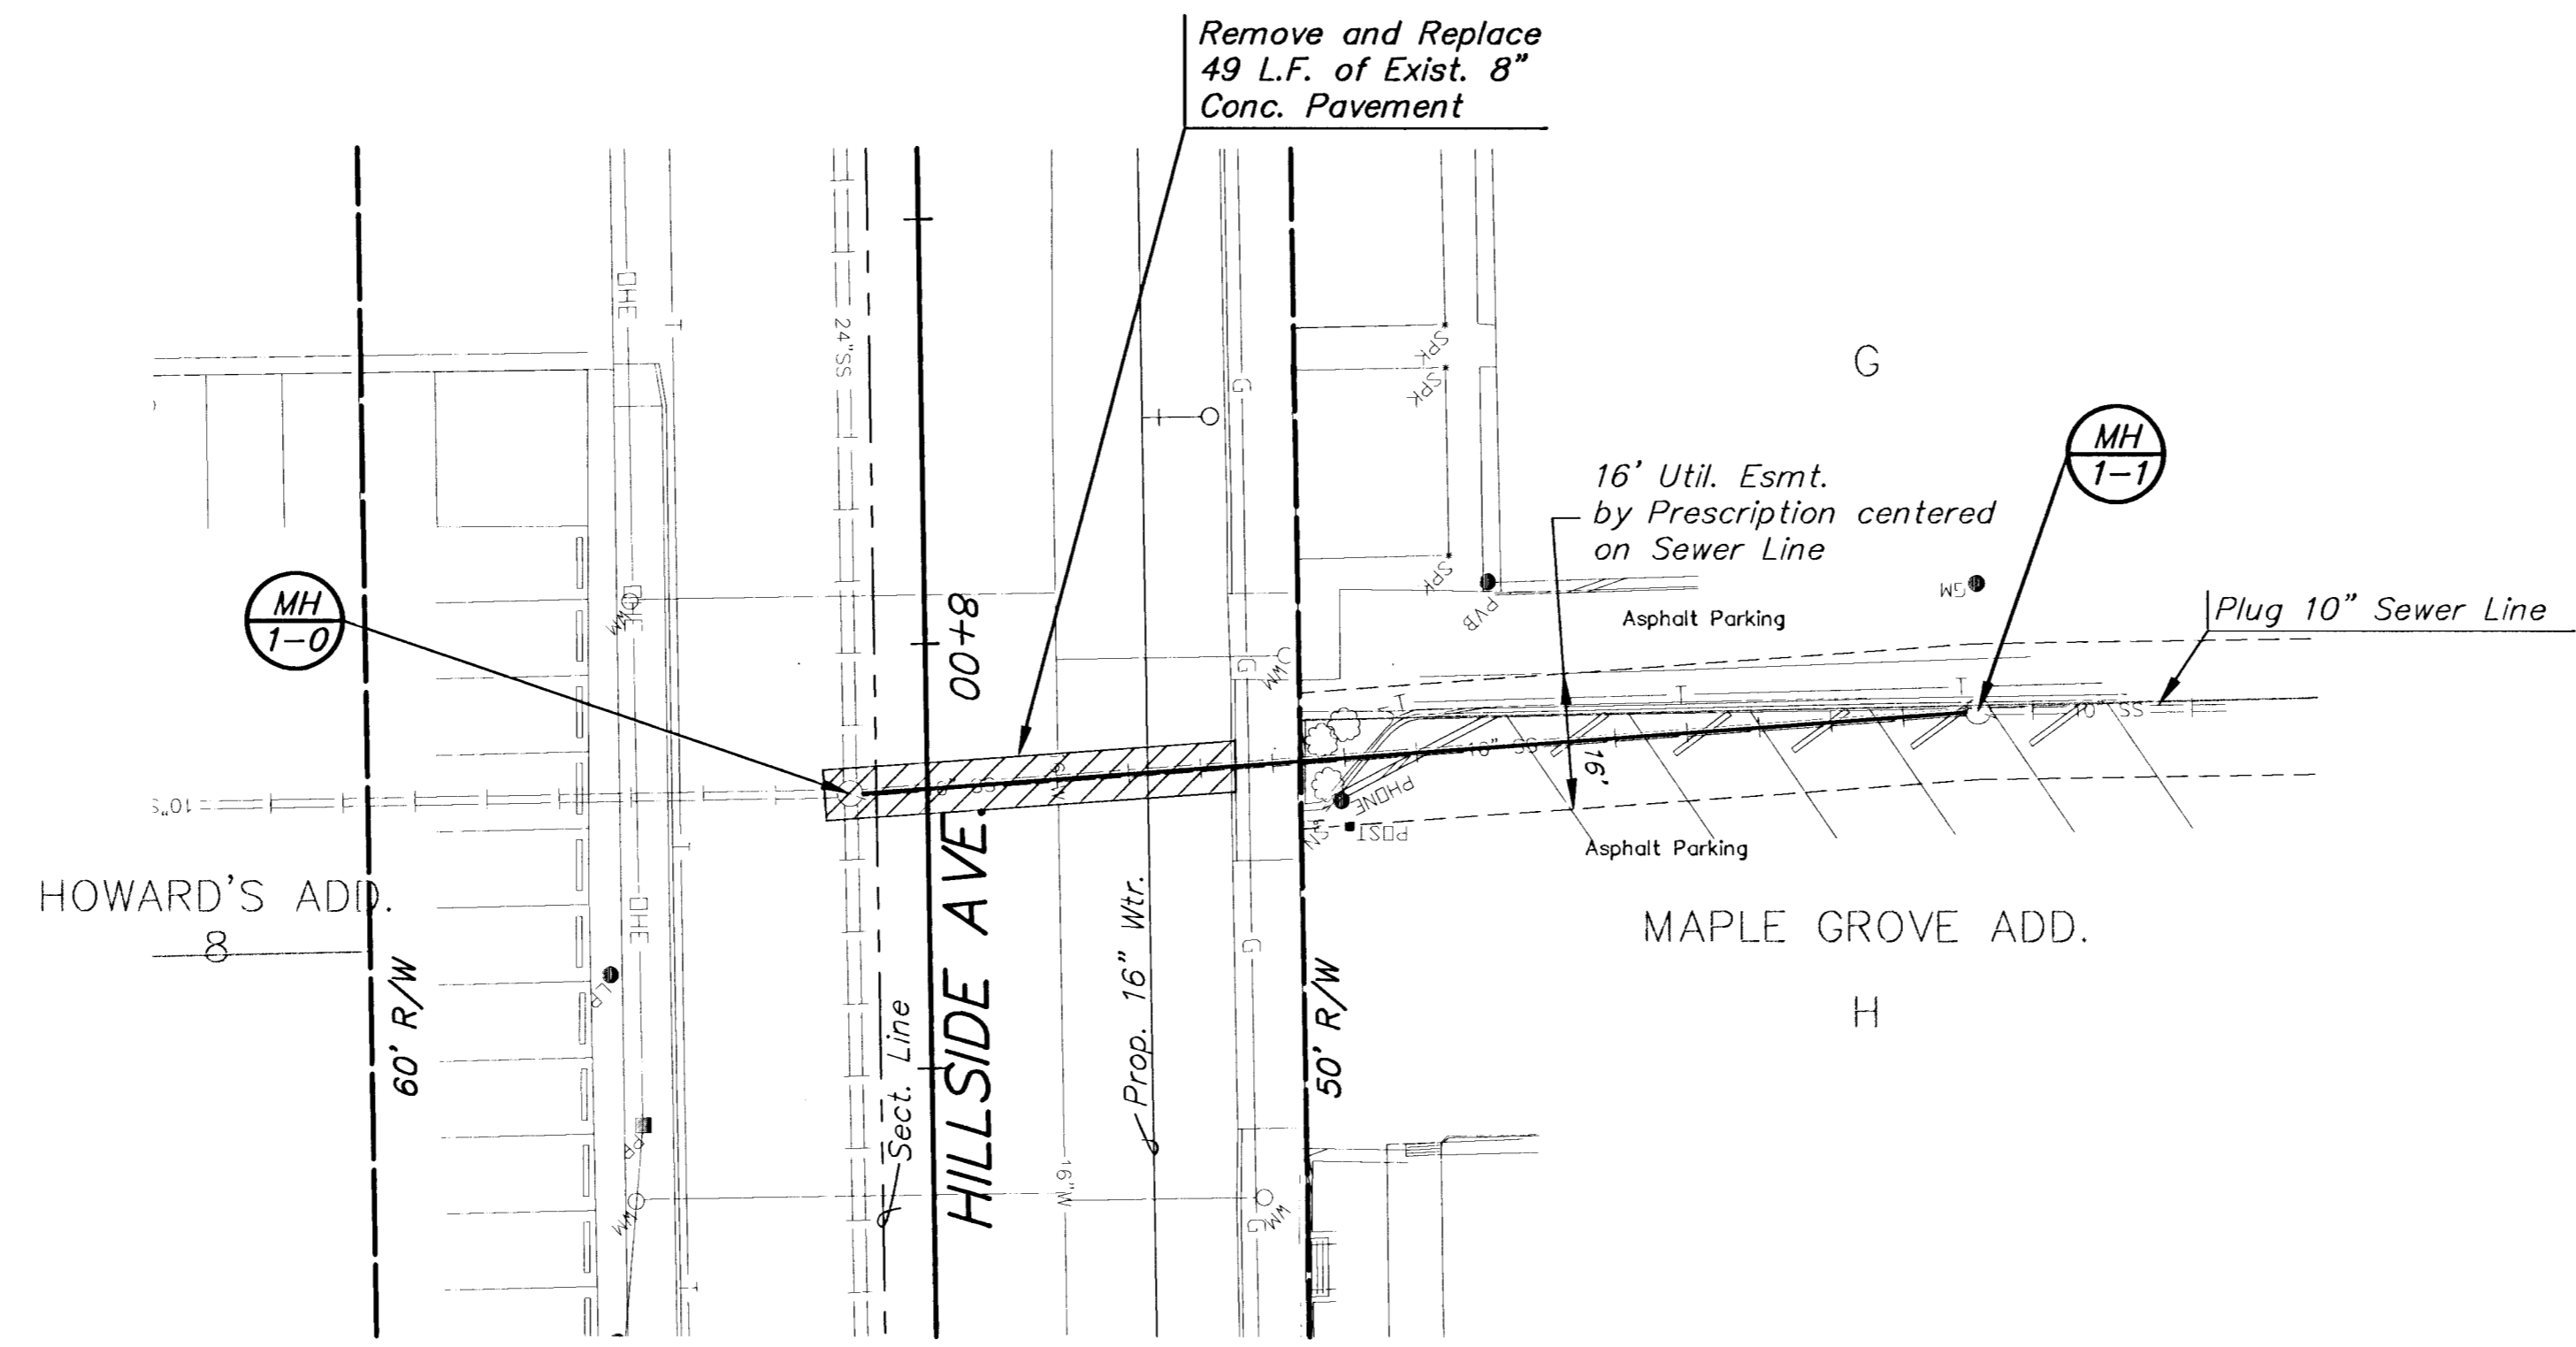 Remove and Replace
49 L.F. of Exist. 8"
Conc. Pavement
OHE
T
24"SS
G
SPK
SPK
G
MH
1-1
16' Util. Esmt.
by Prescription centered
on Sewer Line
SPK
PVB
GM
Asphalt Parking
Plug 10" Sewer Line
MH
1-0
OHE
WM
8+00
G
WM
T
T
T
10" SS
10" SS
16'
PHONE
POST
Asphalt Parking
10"S
T
HOWARD'S ADD.
8
OHE
LP
60' R/W
Sect. Line
HILLSIDE AVE.
Prop. 16" Wtr.
G
50' R/W
MAPLE GROVE ADD.
H
PP
WM
16"W
WM
G
T